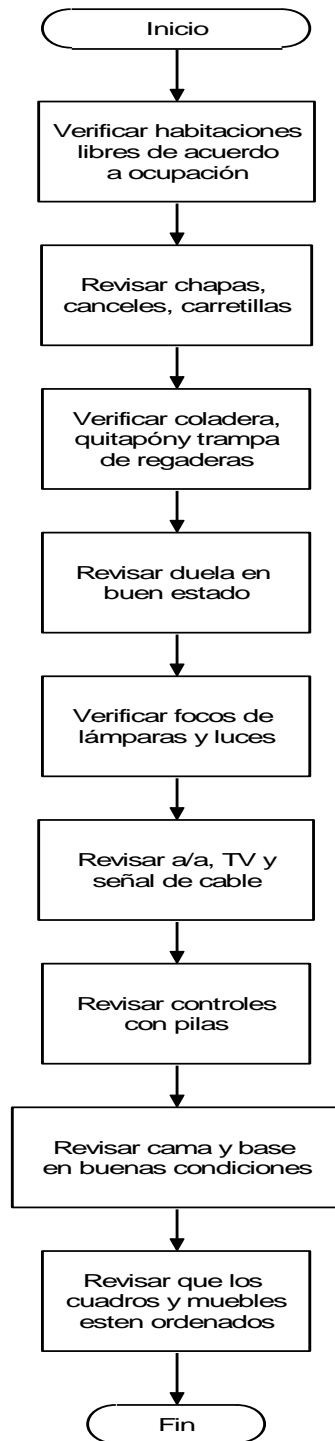 Inicio
Verificar habitaciones
libres de acuerdo
a ocupación
Revisar chapas,
canceles, carretillas
Verificar coladera,
quitapóny trampa
de regaderas
Revisar duela en
buen estado
Verificar focos de
lámparas y luces
Revisar a/a, TV y
señal de cable
Revisar controles
con pilas
Revisar cama y base
en buenas condiciones
Revisar que los
cuadros y muebles
esten ordenados
Fin